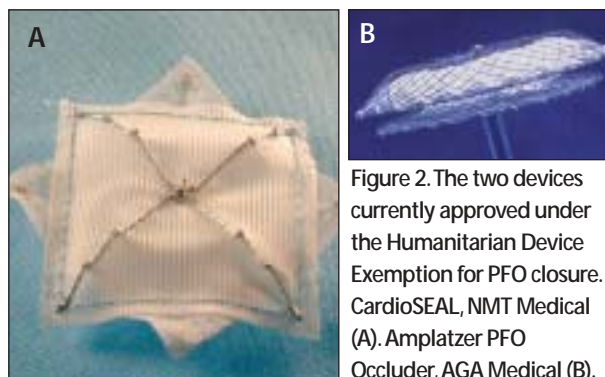 A
B
Figure 2. The two devices
currently approved under
the Humanitarian Device
Exemption for PFO closure.
CardioSEAL, NMT Medical
(A). Amplatzer PFO
Occluder, AGA Medical (B).